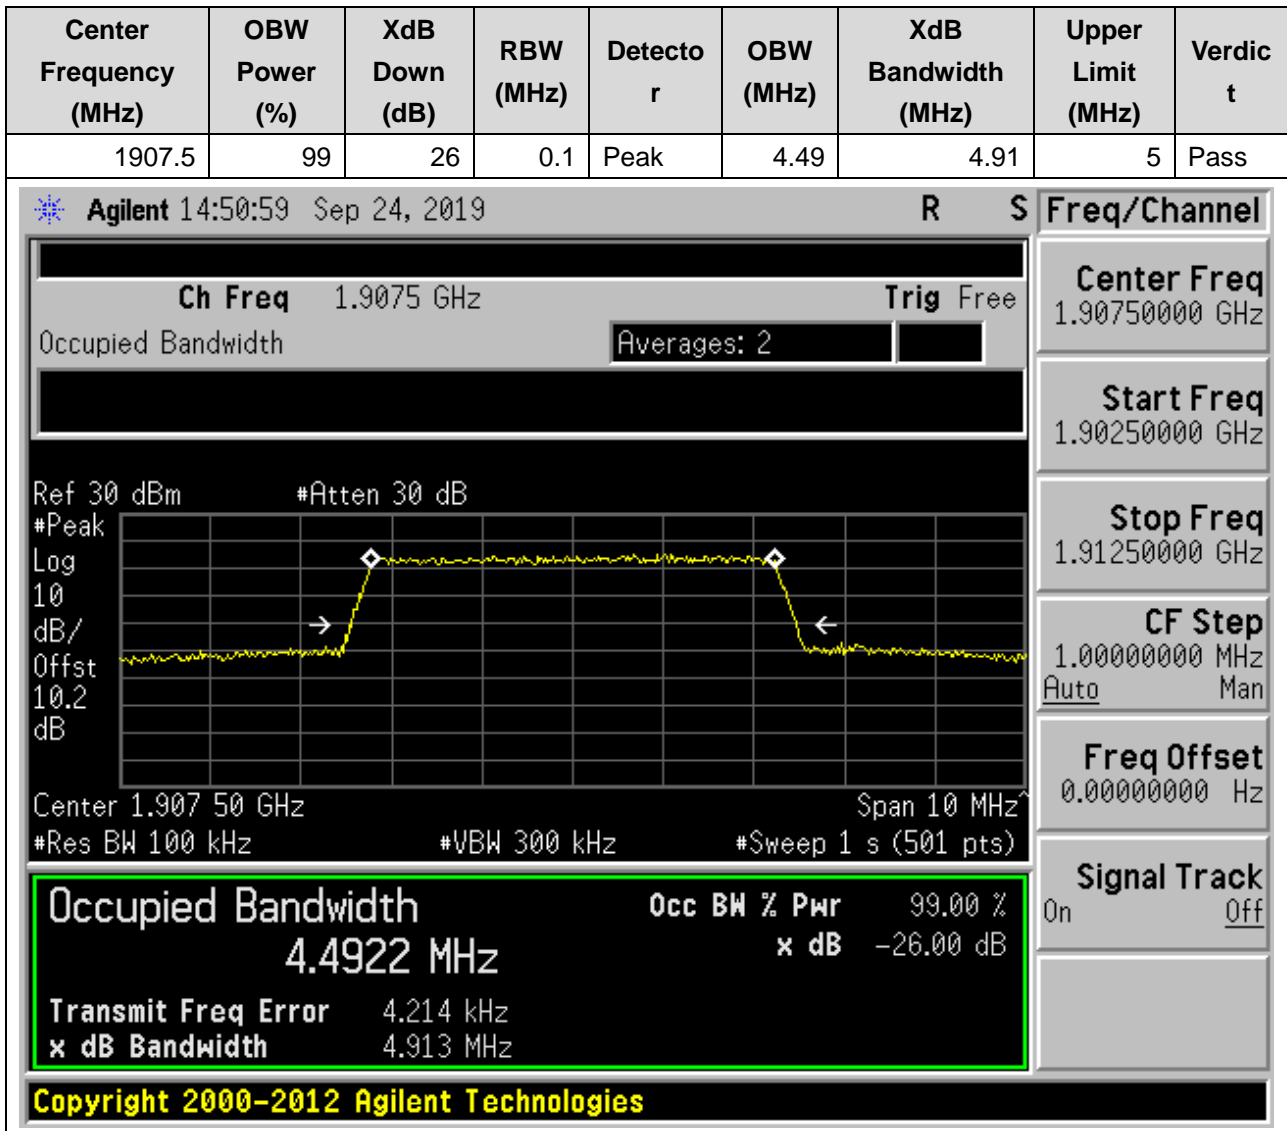 Center Frequency (MHz) OBW Power (%) XdB Down (dB) RBW (MHz) Detector OBW (MHz) XdB Bandwidth (MHz) Upper Limit (MHz) Verdict
1907.5 99 26 0.1 Peak 4.49 4.91 5 Pass
Agilent 14:50:59 Sep 24, 2019 R S Freq/Channel
Ch Freq 1.9075 GHz Trig Free
Occupied Bandwidth Averages: 2
Center Freq
1.90750000 GHz
Start Freq
1.90250000 GHz
Stop Freq
1.91250000 GHz
CF Step
1.00000000 MHz
Auto Man
Freq Offset
0.00000000 Hz
Signal Track
On Off
Ref 30 dBm #Atten 30 dB
#Peak
Log
10
dB/
Offst
10.2
dB
Center 1.907 50 GHz Span 10 MHz^
#Res BW 100 kHz #VBW 300 kHz #Sweep 1 s (501 pts)
Occupied Bandwidth Occ BW % Pwr 99.00 %
4.4922 MHz x dB -26.00 dB
Transmit Freq Error 4.214 kHz
x dB Bandwidth 4.913 MHz
Copyright 2000-2012 Agilent Technologies